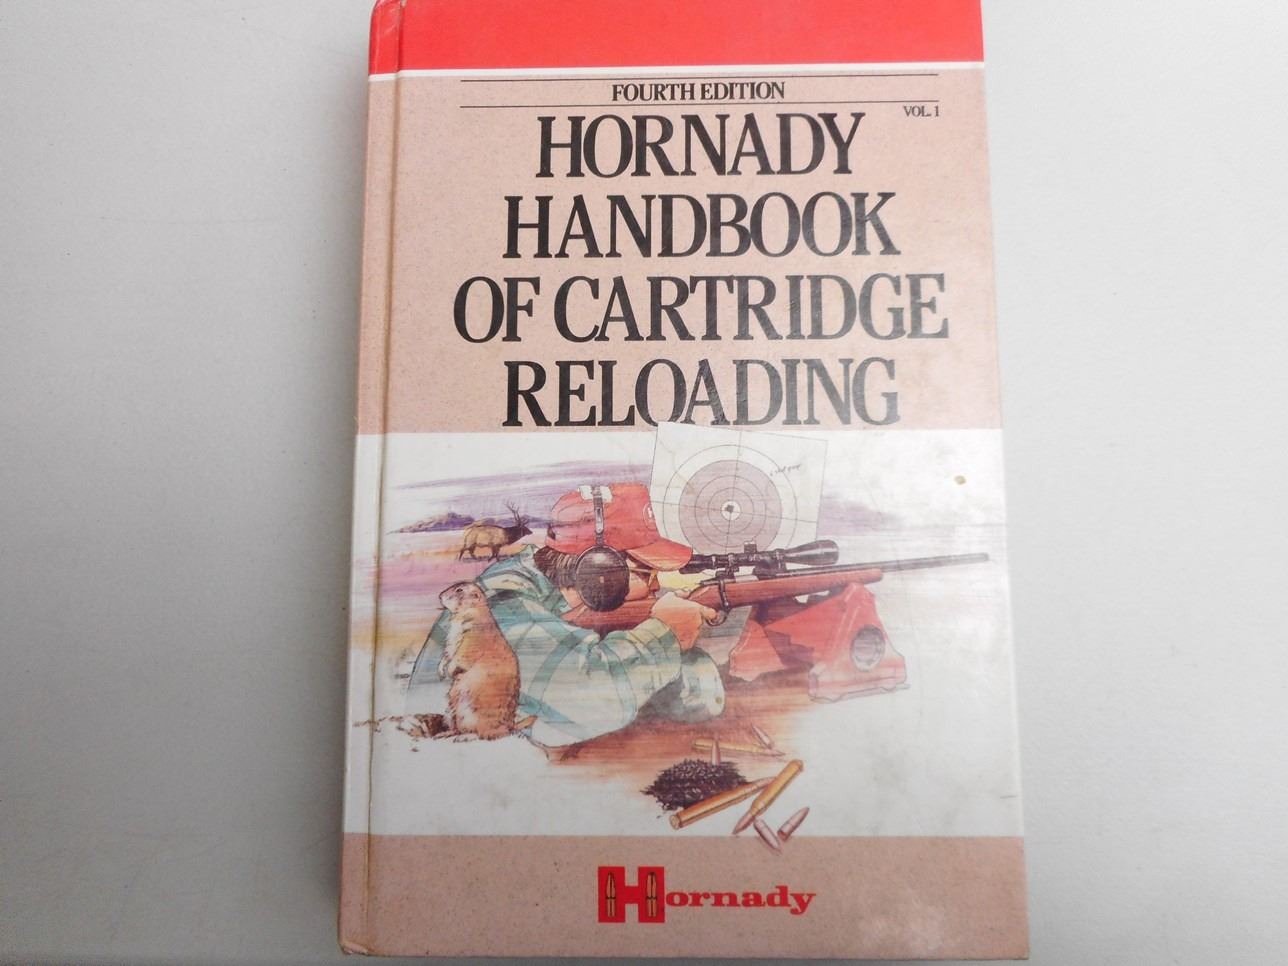 FOURTH EDITION
VOL. 1
HORNADY
HANDBOOK
OF CARTRIDGE
RELOADING
Hornady